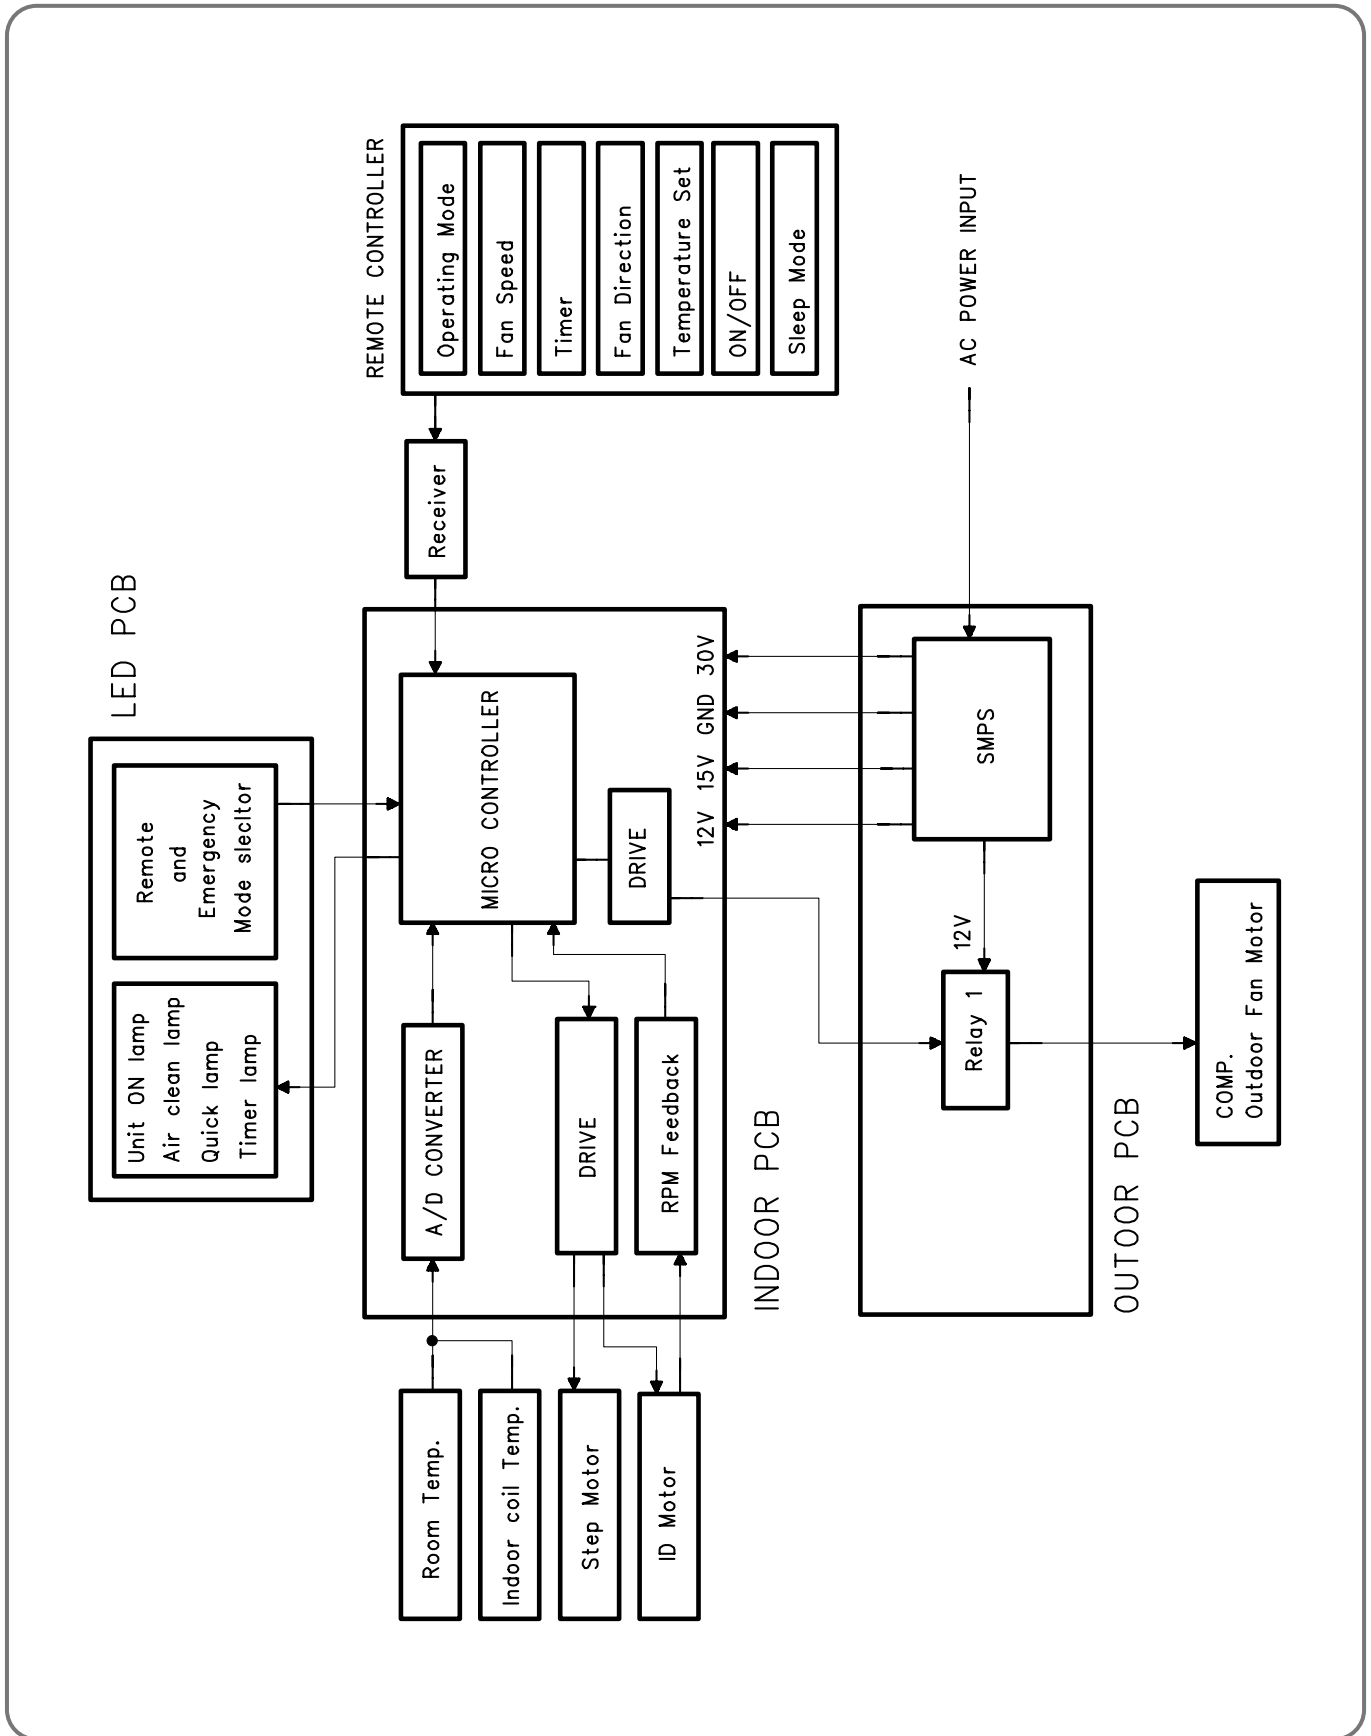 LED PCB
Unit ON lamp
Air clean lamp
Quick lamp
Timer lamp
Remote
and
Emergency
Mode slecltor
REMOTE CONTROLLER
Operating Mode
Fan Speed
Timer
Fan Direction
Temperature Set
ON/OFF
Sleep Mode
Receiver
Room Temp.
Indoor coil Temp.
Step Motor
ID Motor
A/D CONVERTER
DRIVE
RPM Feedback
MICRO CONTROLLER
DRIVE
12V 15V GND 30V
INDOOR PCB
AC POWER INPUT
Relay 1
12V
SMPS
OUTOOR PCB
COMP.
Outdoor Fan Motor